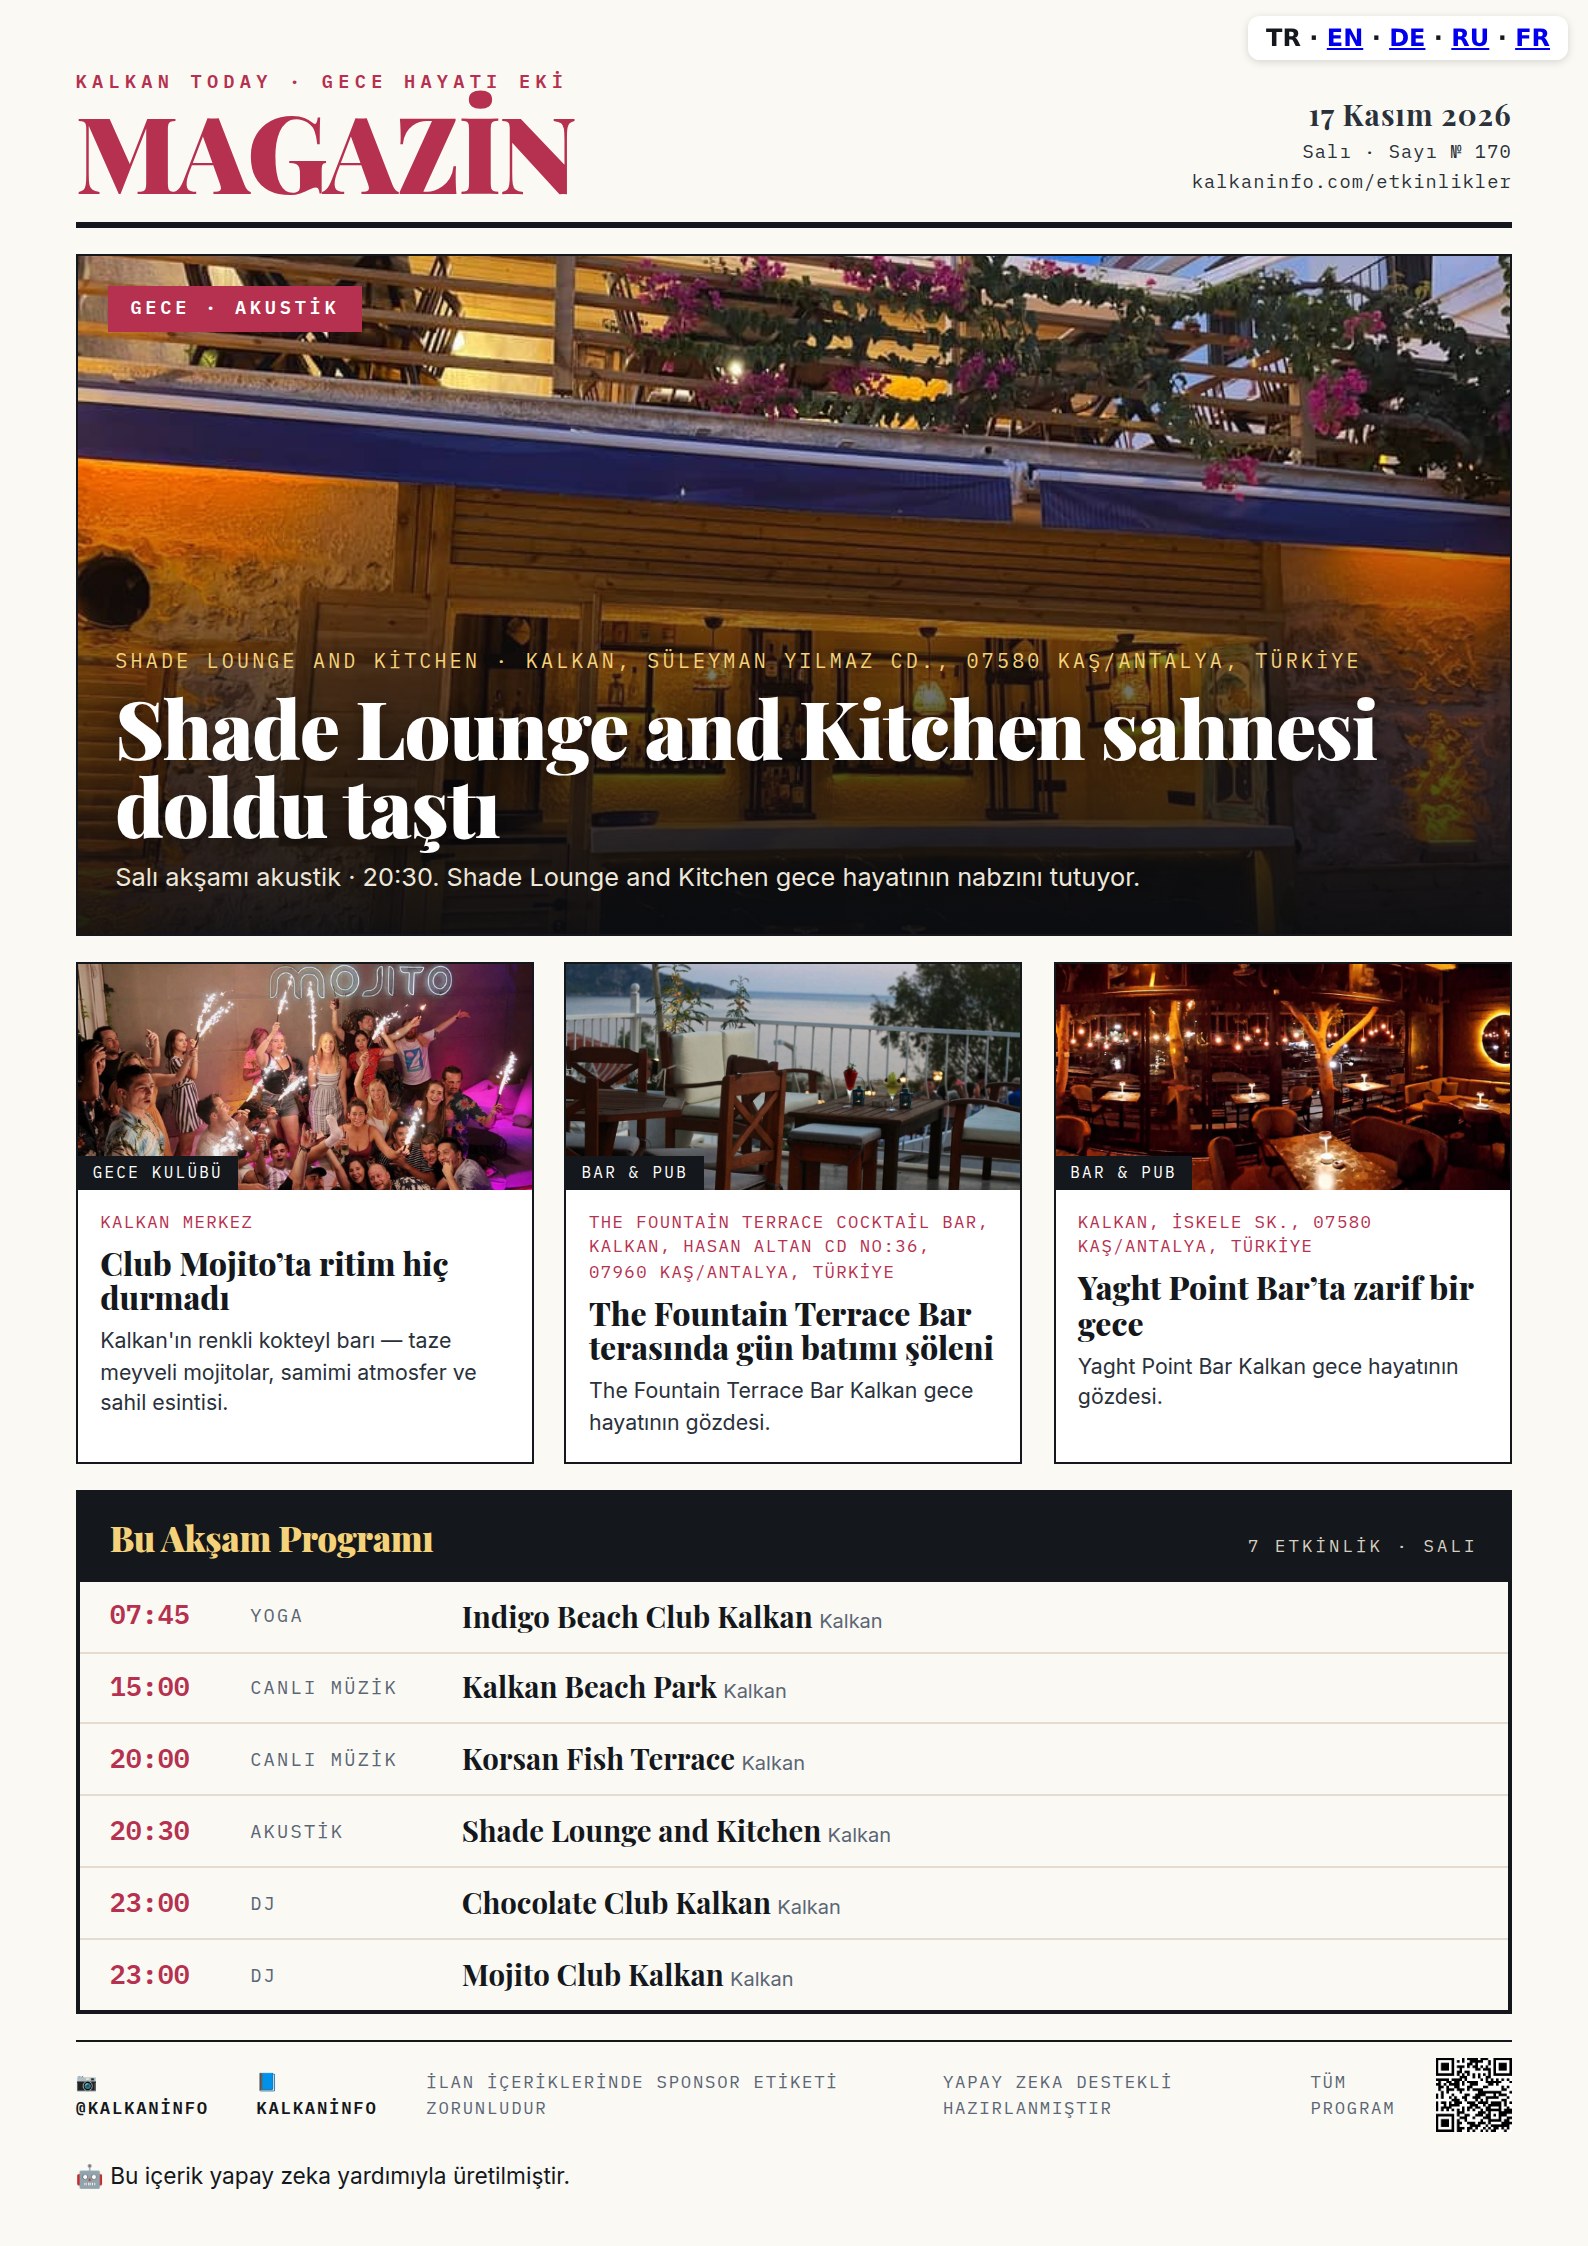 TR · EN · DE · RU · FR
KALKAN TODAY · GECE HAYATI EKİ
MAGAZİN
17 Kasım 2026
Salı · Sayı № 170
kalkaninfo.com/etkinlikler
GECE · AKUSTİK
SHADE LOUNGE AND KİTCHEN · KALKAN, SÜLEYMAN YILMAZ CD., 07580 KAŞ/ANTALYA, TÜRKİYE
Shade Lounge and Kitchen sahnesi
doldu taştı
Salı akşamı akustik · 20:30. Shade Lounge and Kitchen gece hayatının nabzını tutuyor.
MOJITO
GECE KULÜBÜ
KALKAN MERKEZ
Club Mojito’ta ritim hiç
durmadı
Kalkan'ın renkli kokteyl barı — taze
meyveli mojitolar, samimi atmosfer ve
sahil esintisi.
BAR & PUB
THE FOUNTAİN TERRACE COCKTAİL BAR,
KALKAN, HASAN ALTAN CD NO:36,
07960 KAŞ/ANTALYA, TÜRKİYE
The Fountain Terrace Bar
terasında gün batımı şöleni
The Fountain Terrace Bar Kalkan gece
hayatının gözdesi.
BAR & PUB
KALKAN, İSKELE SK., 07580
KAŞ/ANTALYA, TÜRKİYE
Yaght Point Bar’ta zarif bir
gece
Yaght Point Bar Kalkan gece hayatının
gözdesi.
Bu Akşam Programı
7 ETKİNLİK · SALI
07:45 YOGA Indigo Beach Club Kalkan Kalkan
15:00 CANLI MÜZİK Kalkan Beach Park Kalkan
20:00 CANLI MÜZİK Korsan Fish Terrace Kalkan
20:30 AKUSTİK Shade Lounge and Kitchen Kalkan
23:00 DJ Chocolate Club Kalkan Kalkan
23:00 DJ Mojito Club Kalkan Kalkan
📷 @KALKANİNFO
📘 KALKANİNFO
İLAN İÇERİKLERİNDE SPONSOR ETİKETİ
ZORUNLUDUR
YAPAY ZEKA DESTEKLİ
HAZIRLANMIŞTIR
TÜM
PROGRAM
🤖 Bu içerik yapay zeka yardımıyla üretilmiştir.